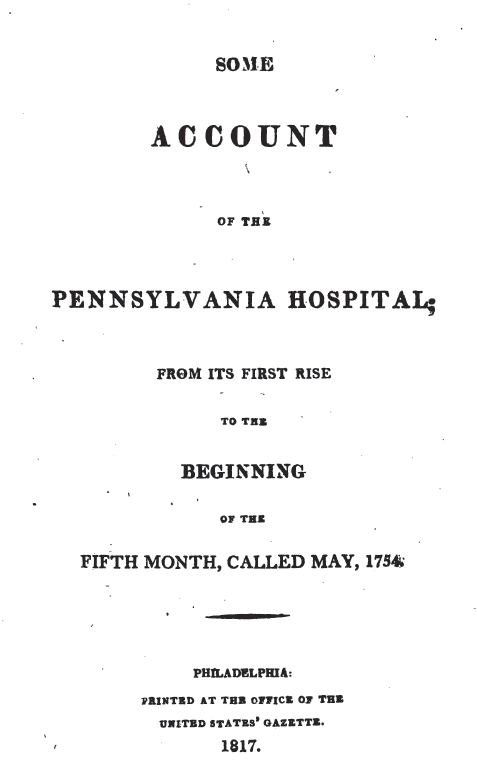 SOME
ACCOUNT
OF THE
PENNSYLVANIA HOSPITAL;
FROM ITS FIRST RISE
TO THE
BEGINNING
OF THE
FIFTH MONTH, CALLED MAY, 1754.
PHILADELPHIA:
PRINTED AT THE OFFICE OF THE
UNITED STATES' GAZETTE.
1817.